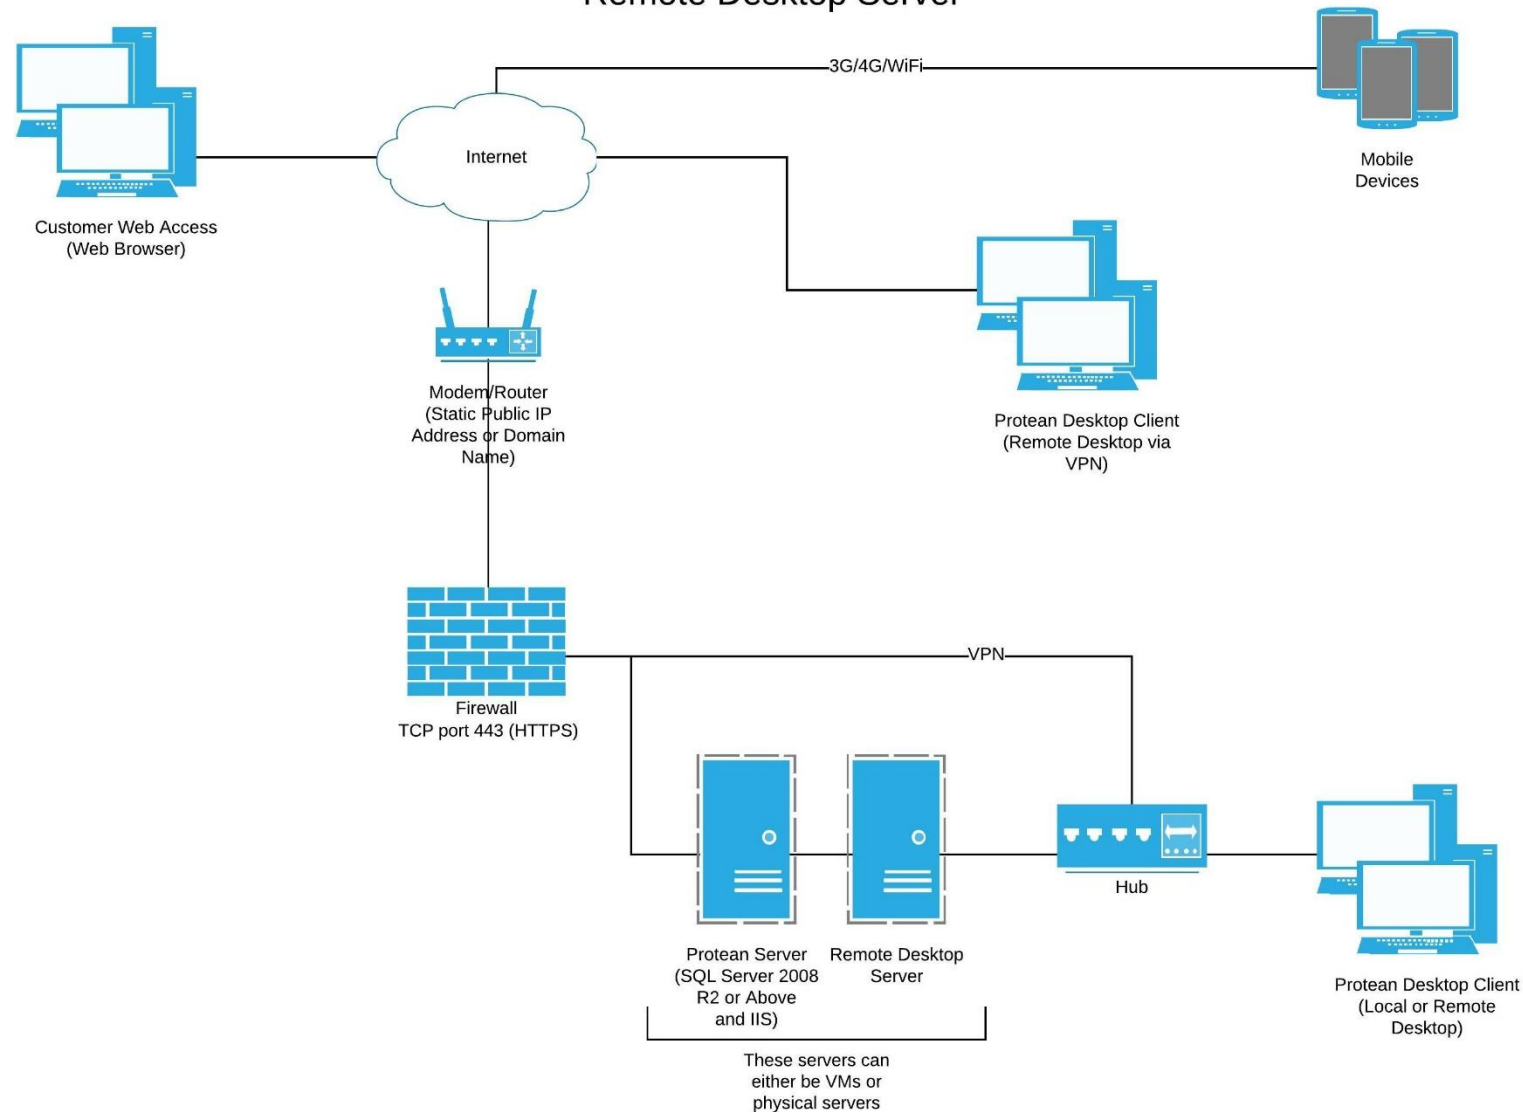 Remote Desktop Server
3G/4G/WiFi
Internet
Mobile
Devices
Customer Web Access
(Web Browser)
Modem/Router
(Static Public IP
Address or Domain
Name)
Protean Desktop Client
(Remote Desktop via
VPN)
VPN
Firewall
TCP port 443 (HTTPS)
Hub
Protean Server
(SQL Server 2008
R2 or Above
and IIS)
Remote Desktop
Server
Protean Desktop Client
(Local or Remote
Desktop)
These servers can
either be VMs or
physical servers